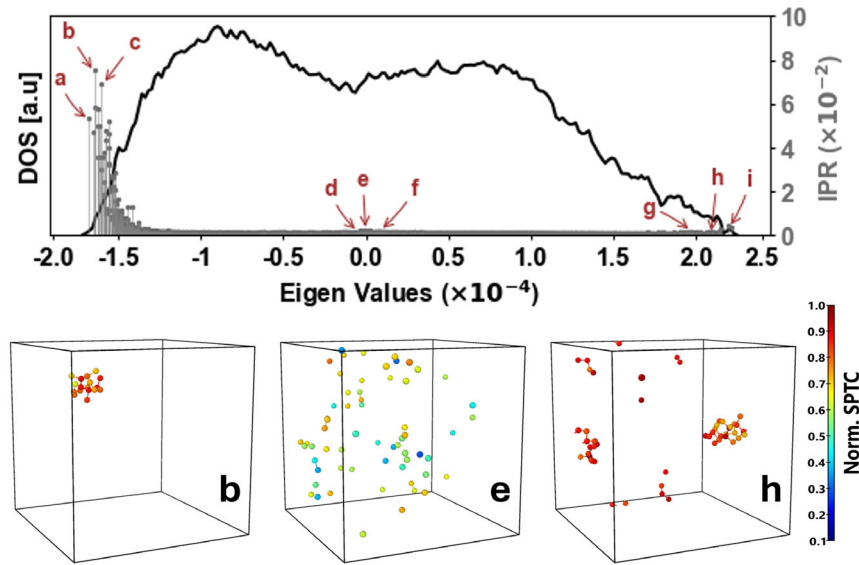 DOS [a.u]
b
c
a
d
e
f
g
h
i
10
8
6
4
2
0
IPR (×10⁻²)
-2.0 -1.5 -1 -0.5 0.0 0.5 1.0 1.5 2.0 2.5
Eigen Values (×10⁻⁴)
b
e
h
1.0
0.9
0.8
0.7
0.6
0.5
0.4
0.3
0.2
0.1
Norm. SPTC